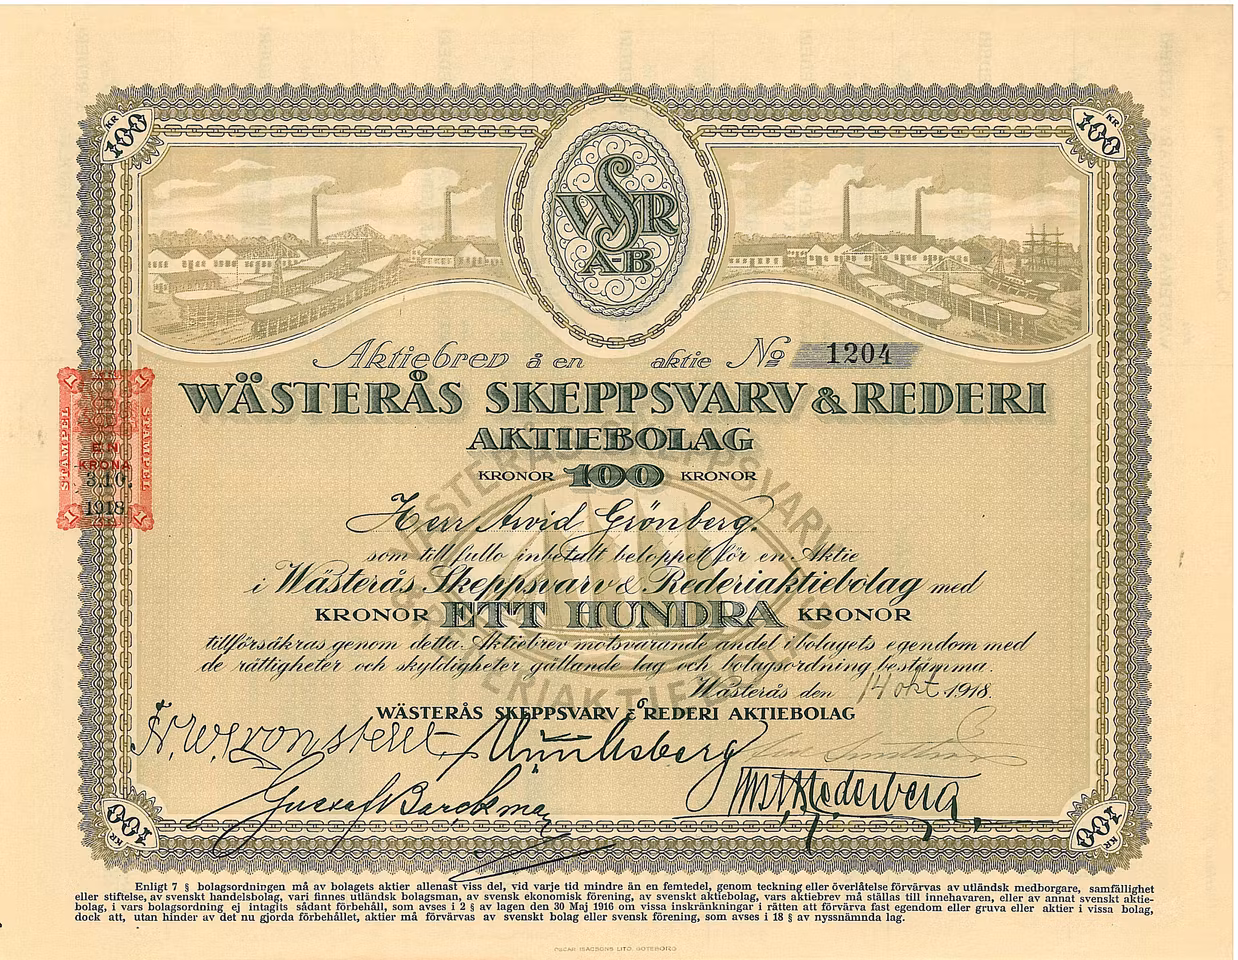 KR 100
KR 100
WSR
A-B
Aktiebrev å en aktie No 1204
WÄSTERÅS SKEPPSVARV & REDERI
AKTIEBOLAG
KRONOR 100 KRONOR
STÄMPEL
STÄMPEL
EN
KRONA
3.10.
1918.
Herr Arvid Grönberg.
som till fullo inbetalt beloppet för en Aktie
i Wästerås Skeppsvarv & Rederiaktiebolag med
KRONOR ETT HUNDRA KRONOR
tillförsäkras genom detta Aktiebrev motsvarande andel i bolagets egendom med
de rättigheter och skyldigheter gällande lag och bolagsordning bestämma.
Wästerås den 14 okt. 1918.
WÄSTERÅS SKEPPSVARV & REDERI AKTIEBOLAG
Gustaf Barckman
KR 100
KR 100
Enligt 7 § bolagsordningen må av bolagets aktier allenast viss del, vid varje tid mindre än en femtedel, genom teckning eller överlåtelse förvärvas av utländsk medborgare, samfällighet
eller stiftelse, av svenskt handelsbolag, vari finnes utländsk bolagsman, av svensk ekonomisk förening, av svenskt aktiebolag, vars aktiebrev må ställas till innehavaren, eller av annat svenskt aktie-
bolag, i vars bolagsordning ej intagits sådant förbehåll, som avses i 2 § av lagen den 30 Maj 1916 om vissa inskränkningar i rätten att förvärva fast egendom eller gruva eller aktier i vissa bolag,
dock att, utan hinder av det nu gjorda förbehållet, aktier må förvärvas av svenskt bolag eller svensk förening, som avses i 18 § av nyssnämnda lag.
OSCAR ISACSONS LITO. GÖTEBORG